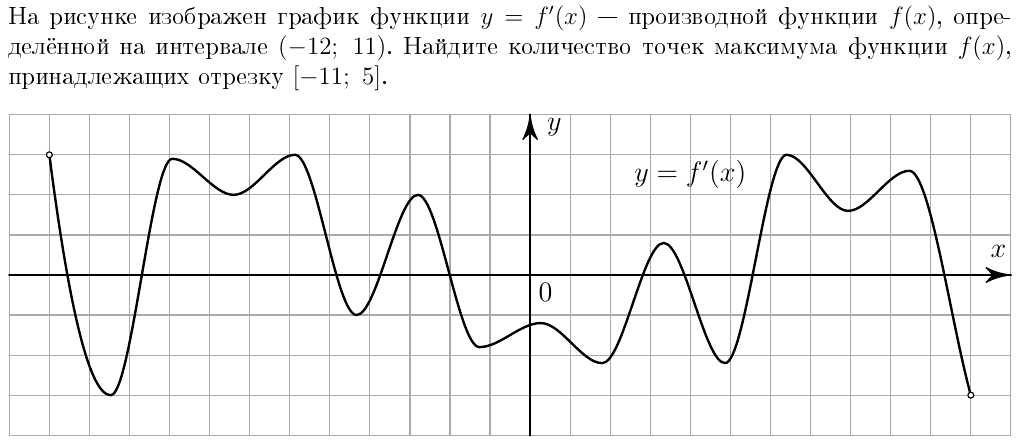 На рисунке изображен график функции y = f′(x) — производной функции f(x), опре-
делённой на интервале (−12; 11). Найдите количество точек максимума функции f(x),
принадлежащих отрезку [−11; 5].
y
y = f′(x)
x
0